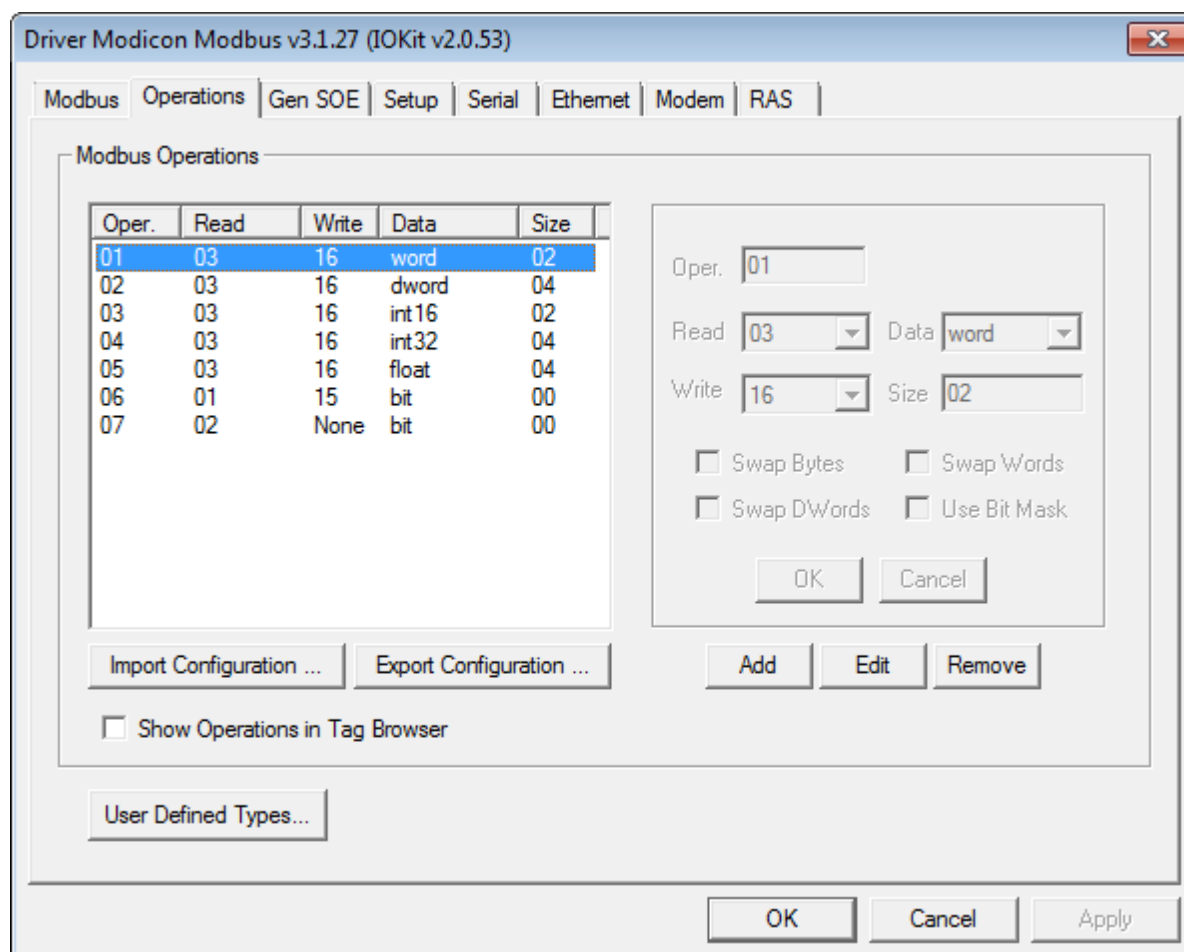 Driver Modicon Modbus v3.1.27 (IOKit v2.0.53)
Modbus Operations Gen SOE Setup Serial Ethernet Modem RAS
Modbus Operations
Oper. Read Write Data Size
01 03 16 word 02
02 03 16 dword 04
03 03 16 int16 02
04 03 16 int32 04
05 03 16 float 04
06 01 15 bit 00
07 02 None bit 00
Oper. 01
Read 03 Data word
Write 16 Size 02
Swap Bytes Swap Words
Swap DWords Use Bit Mask
OK Cancel
Import Configuration ... Export Configuration ... Add Edit Remove
Show Operations in Tag Browser
User Defined Types...
OK Cancel Apply